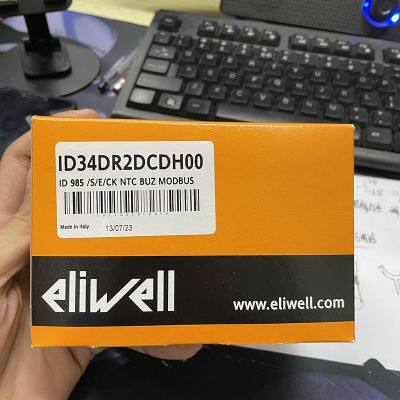 ID34DR2DCDH00
ID 985 /S/E/CK NTC BUZ MODBUS
Made in Italy 13/07/23
eliwell
www.eliwell.com